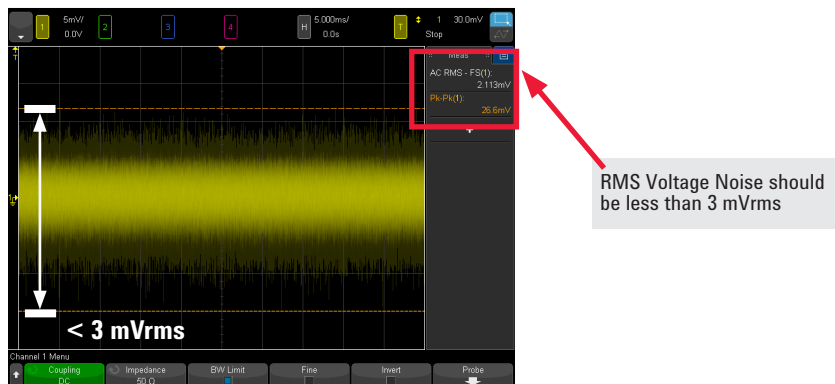 1
5mV/
0.0V
2
3
4
H
5.000ms/
0.0s
T
1 30.0mV
Stop
T
Meas
AC RMS - FS(1):
2.113mV
Pk-Pk(1):
26.6mV
1
RMS Voltage Noise should
be less than 3 mVrms
< 3 mVrms
Channel 1 Menu
Coupling
DC
Impedance
50 Ω
BW Limit
Fine
Invert
Probe